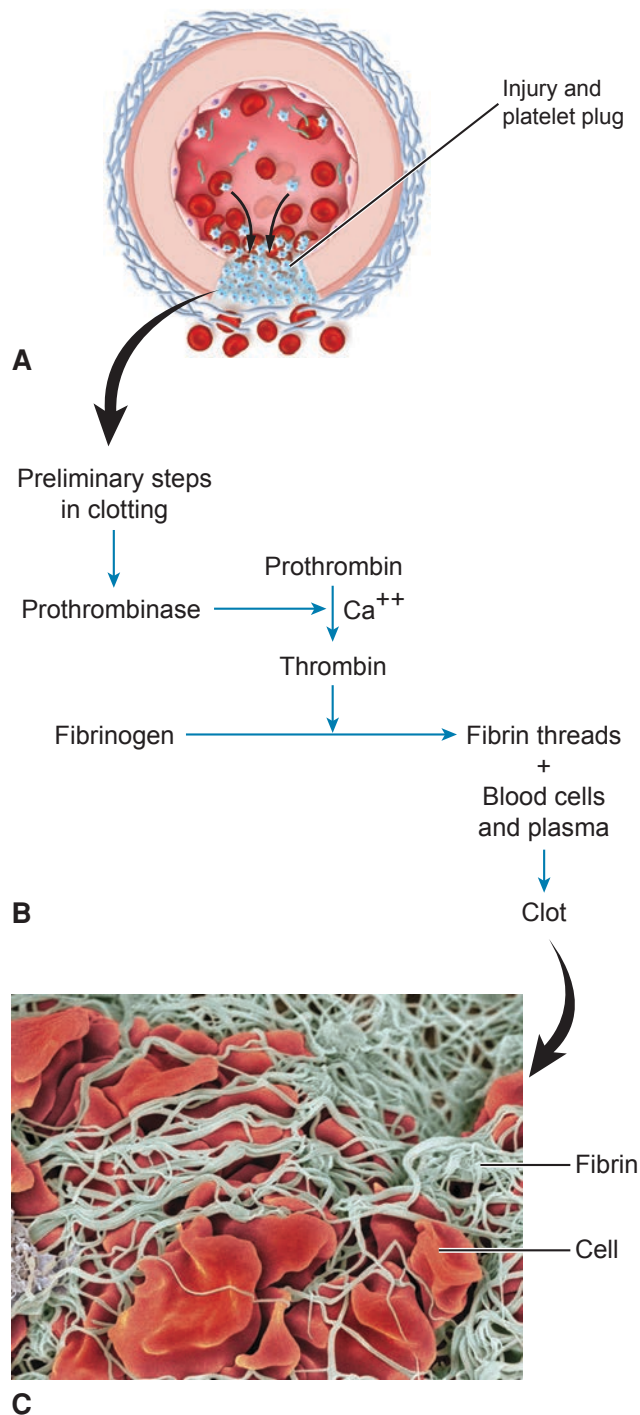 Injury and
platelet plug
A
Preliminary steps
in clotting
Prothrombin
Prothrombinase
Ca++
Thrombin
Fibrinogen
Fibrin threads
+
Blood cells
and plasma
B
Clot
Fibrin
Cell
C